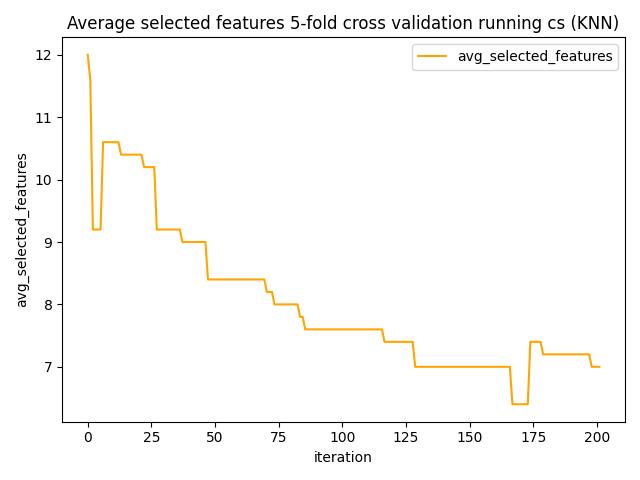 Average selected features 5-fold cross validation running cs (KNN)
avg_selected_features
12
11
10
9
8
7
avg_selected_features
0 25 50 75 100 125 150 175 200
iteration